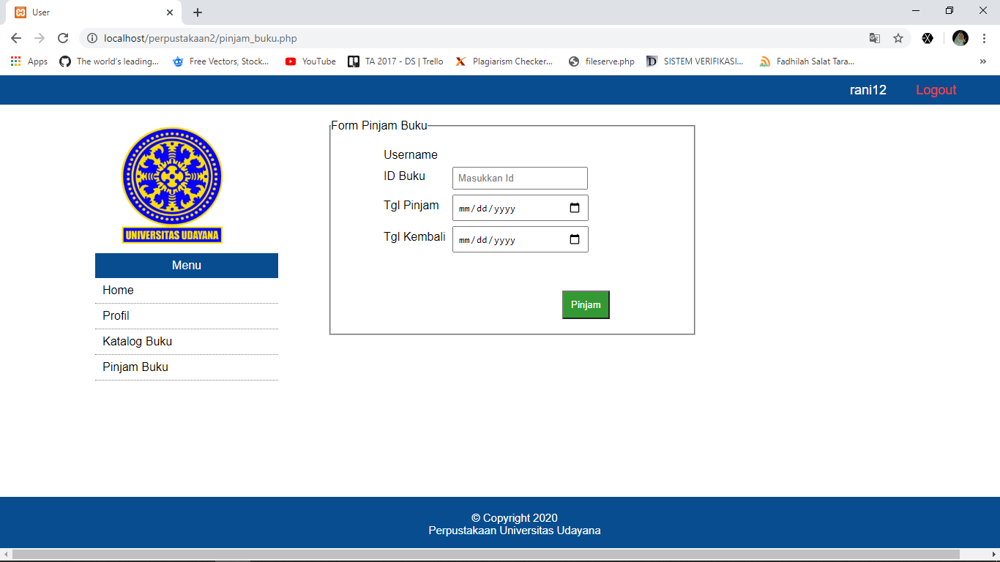 User
localhost/perpustakaan2/pinjam_buku.php
Apps The world's leading... Free Vectors, Stock... YouTube TA 2017 - DS | Trello Plagiarism Checker... fileserve.php SISTEM VERIFIKASI... Fadhilah Salat Tara... »
rani12 Logout
UNIVERSITAS UDAYANA
Menu
Home
Profil
Katalog Buku
Pinjam Buku
Form Pinjam Buku
Username
ID Buku Masukkan Id
Tgl Pinjam mm/dd/yyyy
Tgl Kembali mm/dd/yyyy
Pinjam
© Copyright 2020
Perpustakaan Universitas Udayana